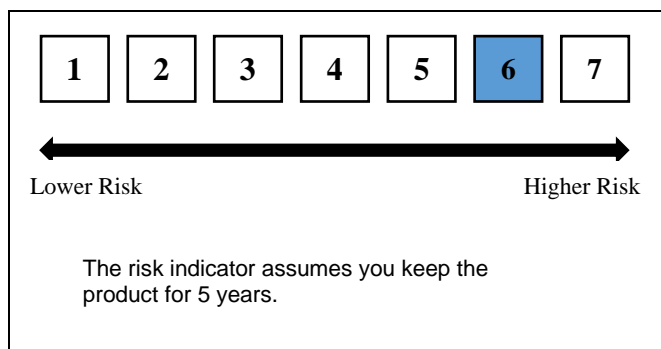 1 2 3 4 5 6 7
Lower Risk Higher Risk
The risk indicator assumes you keep the
product for 5 years.